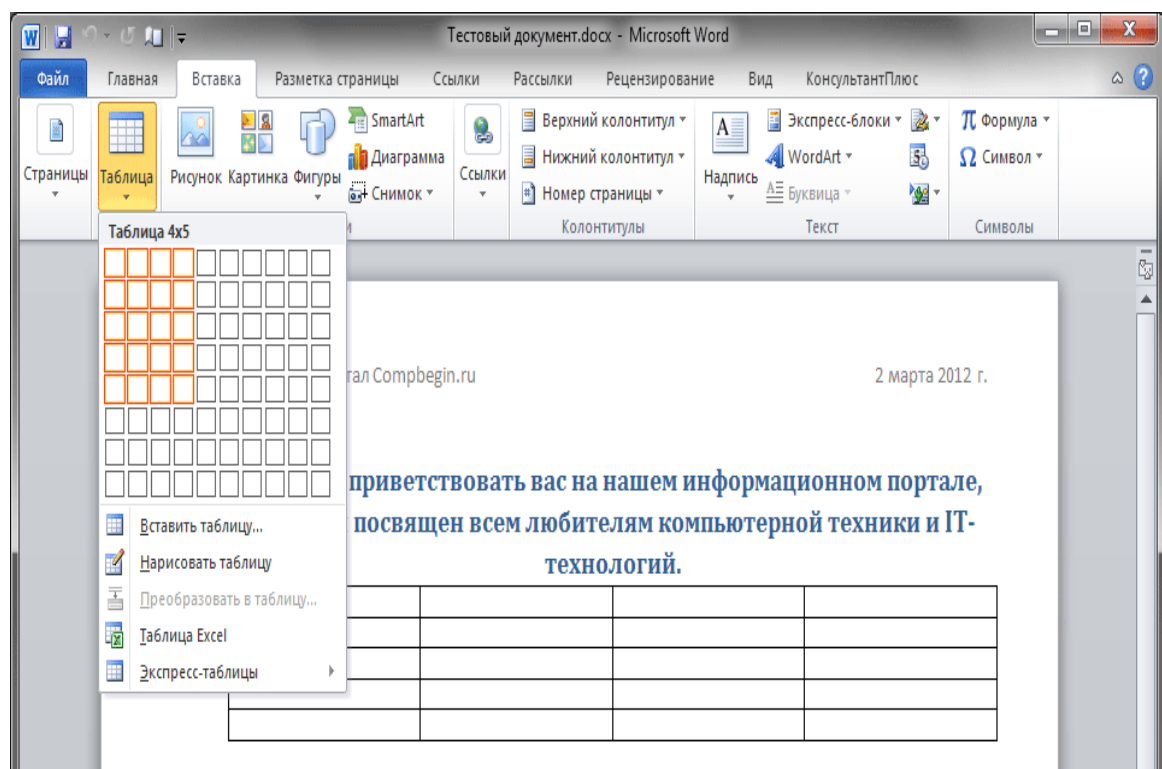 Тестовый документ.docx - Microsoft Word
Файл Главная Вставка Разметка страницы Ссылки Рассылки Рецензирование Вид КонсультантПлюс
Страницы Таблица Рисунок Картинка Фигуры SmartArt Диаграмма Снимок Ссылки Верхний колонтитул Нижний колонтитул Номер страницы Надпись Экспресс-блоки WordArt Буквица Формула Символ
Колонтитулы Текст Символы
Таблица 4x5
Compbegin.ru 2 марта 2012 г.
приветствовать вас на нашем информационном портале,
посвящен всем любителям компьютерной техники и IT-
технологий.
Вставить таблицу...
Нарисовать таблицу
Преобразовать в таблицу...
Таблица Excel
Экспресс-таблицы